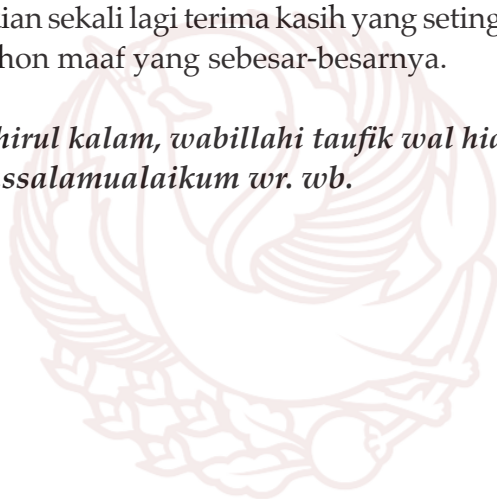 ian sekali lagi terima kasih yang seting
hon maaf yang sebesar-besarnya.
hirul kalam, wabillahi taufik wal hid
ssalamualaikum wr. wb.